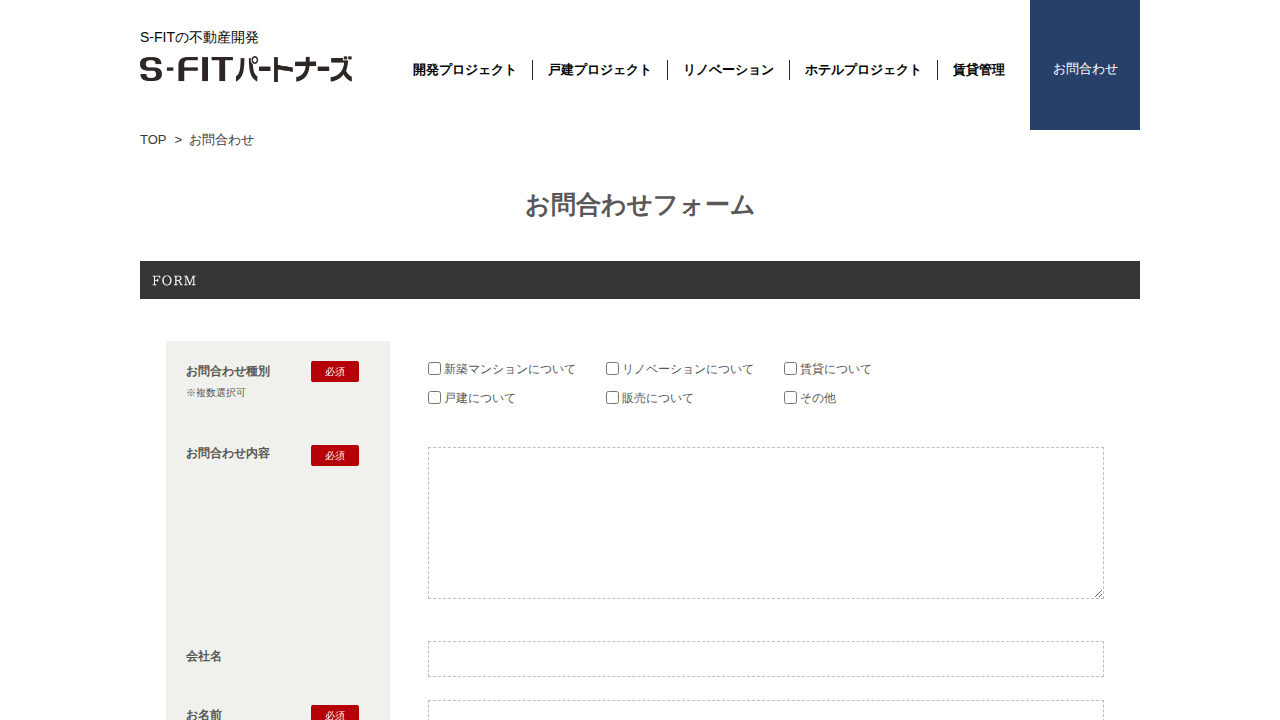 S-FITの不動産開発
S-FITパートナーズ
開発プロジェクト
戸建プロジェクト
リノベーション
ホテルプロジェクト
賃貸管理
お問合わせ
TOP > お問合わせ
お問合わせフォーム
FORM
お問合わせ種別 必須
※複数選択可
新築マンションについて
リノベーションについて
賃貸について
戸建について
販売について
その他
お問合わせ内容 必須
会社名
お名前 必須